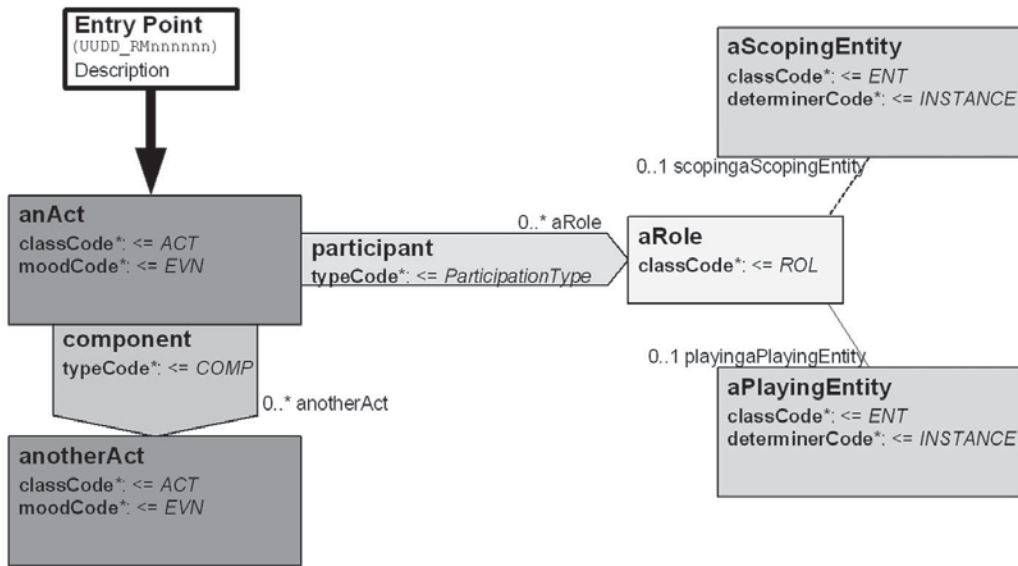 Entry Point
(UUDD_RMnnnnnn)
Description
aScopingEntity
classCode*: <= ENT
determinerCode*: <= INSTANCE
0..1 scopingaScopingEntity
anAct
classCode*: <= ACT
moodCode*: <= EVN
0..* aRole
participant
typeCode*: <= ParticipationType
aRole
classCode*: <= ROL
component
typeCode*: <= COMP
0..* anotherAct
0..1 playingaPlayingEntity
aPlayingEntity
classCode*: <= ENT
determinerCode*: <= INSTANCE
anotherAct
classCode*: <= ACT
moodCode*: <= EVN